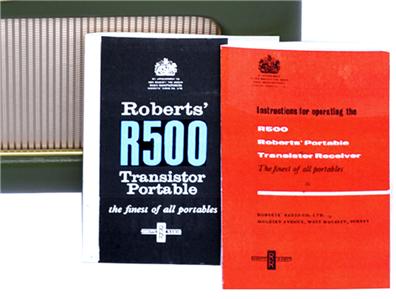 Roberts'
R500
Transistor
Portable
the finest of all portables
Instructions for operating the
R500
Roberts' Portable
Transistor Receiver
The finest of all portables
ROBERTS' RADIO CO. LTD.,
MOLESEY AVENUE, WEST MOLESEY, SURREY